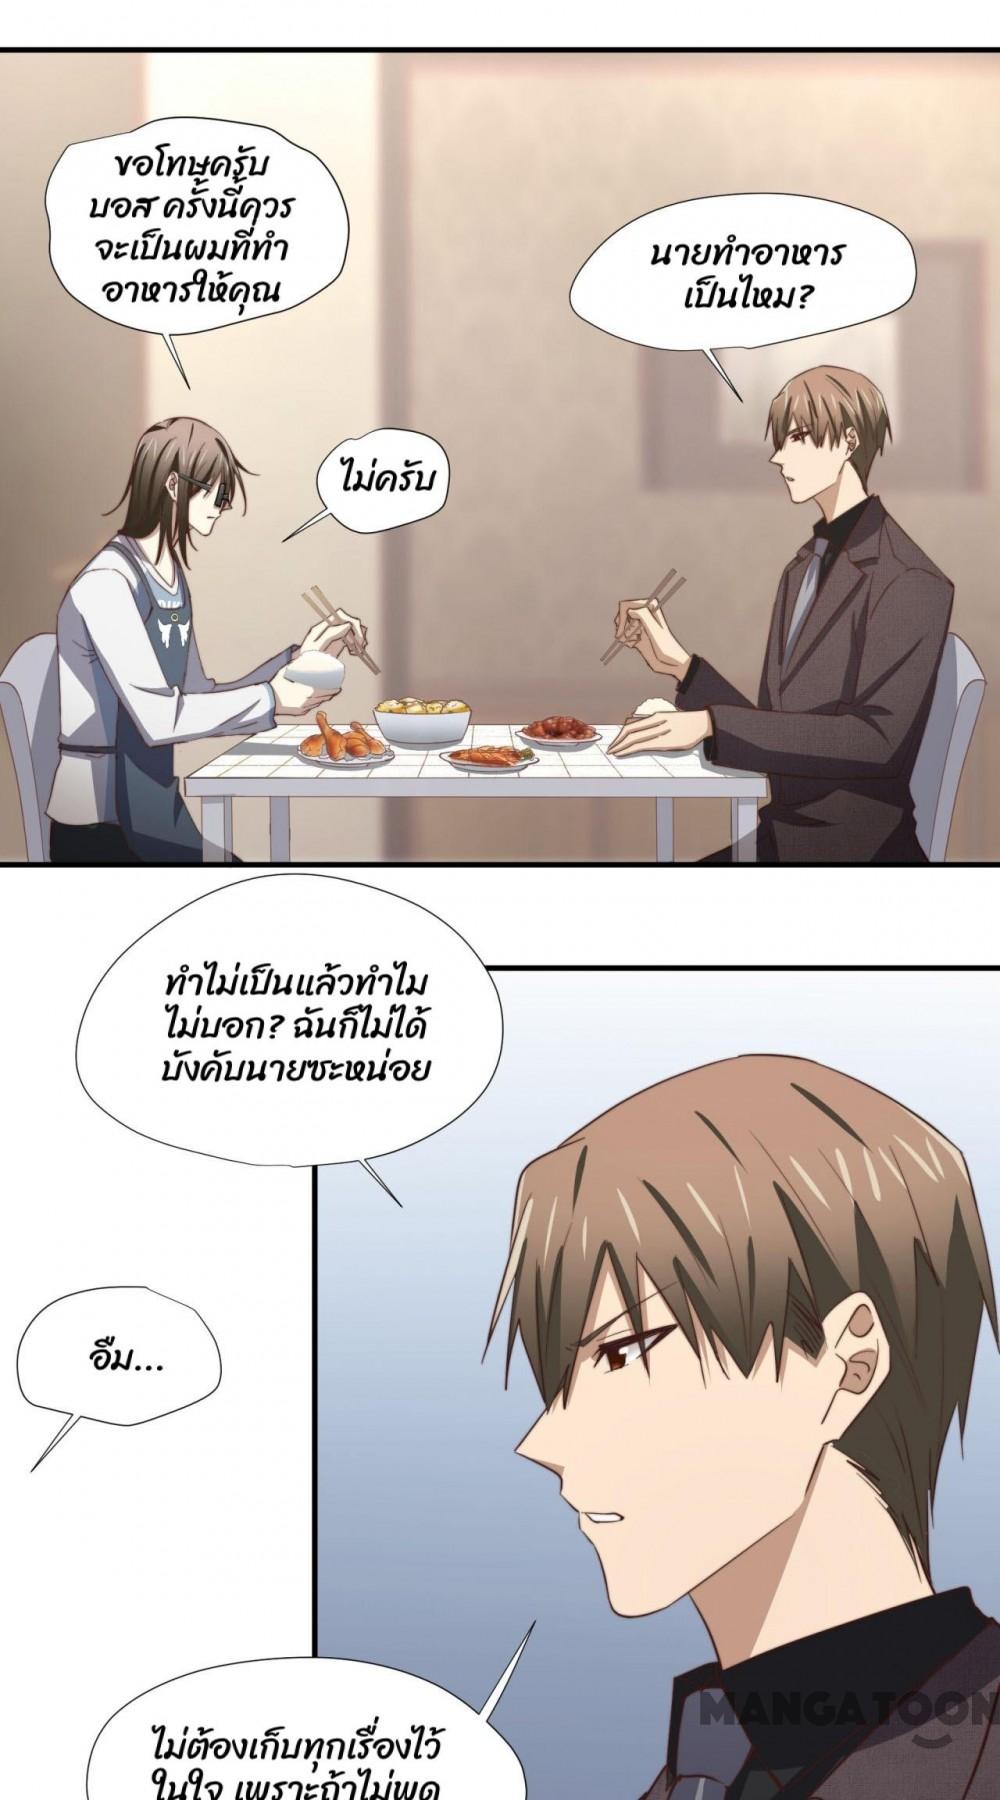 ขอโทษครับ
บอส ครั้งนี้ควร
จะเป็นผมที่ทำ
อาหารให้คุณ
นายทำอาหาร
เป็นไหม?
ไม่ครับ
ทำไม่เป็นแล้วทำไม
ไม่บอก? ฉันก็ไม่ได้
บังคับนายซะหน่อย
อืม...
ไม่ต้องเก็บทุกเรื่องไว้
ในใจ เพราะถ้าไม่พูด
MANGATOON